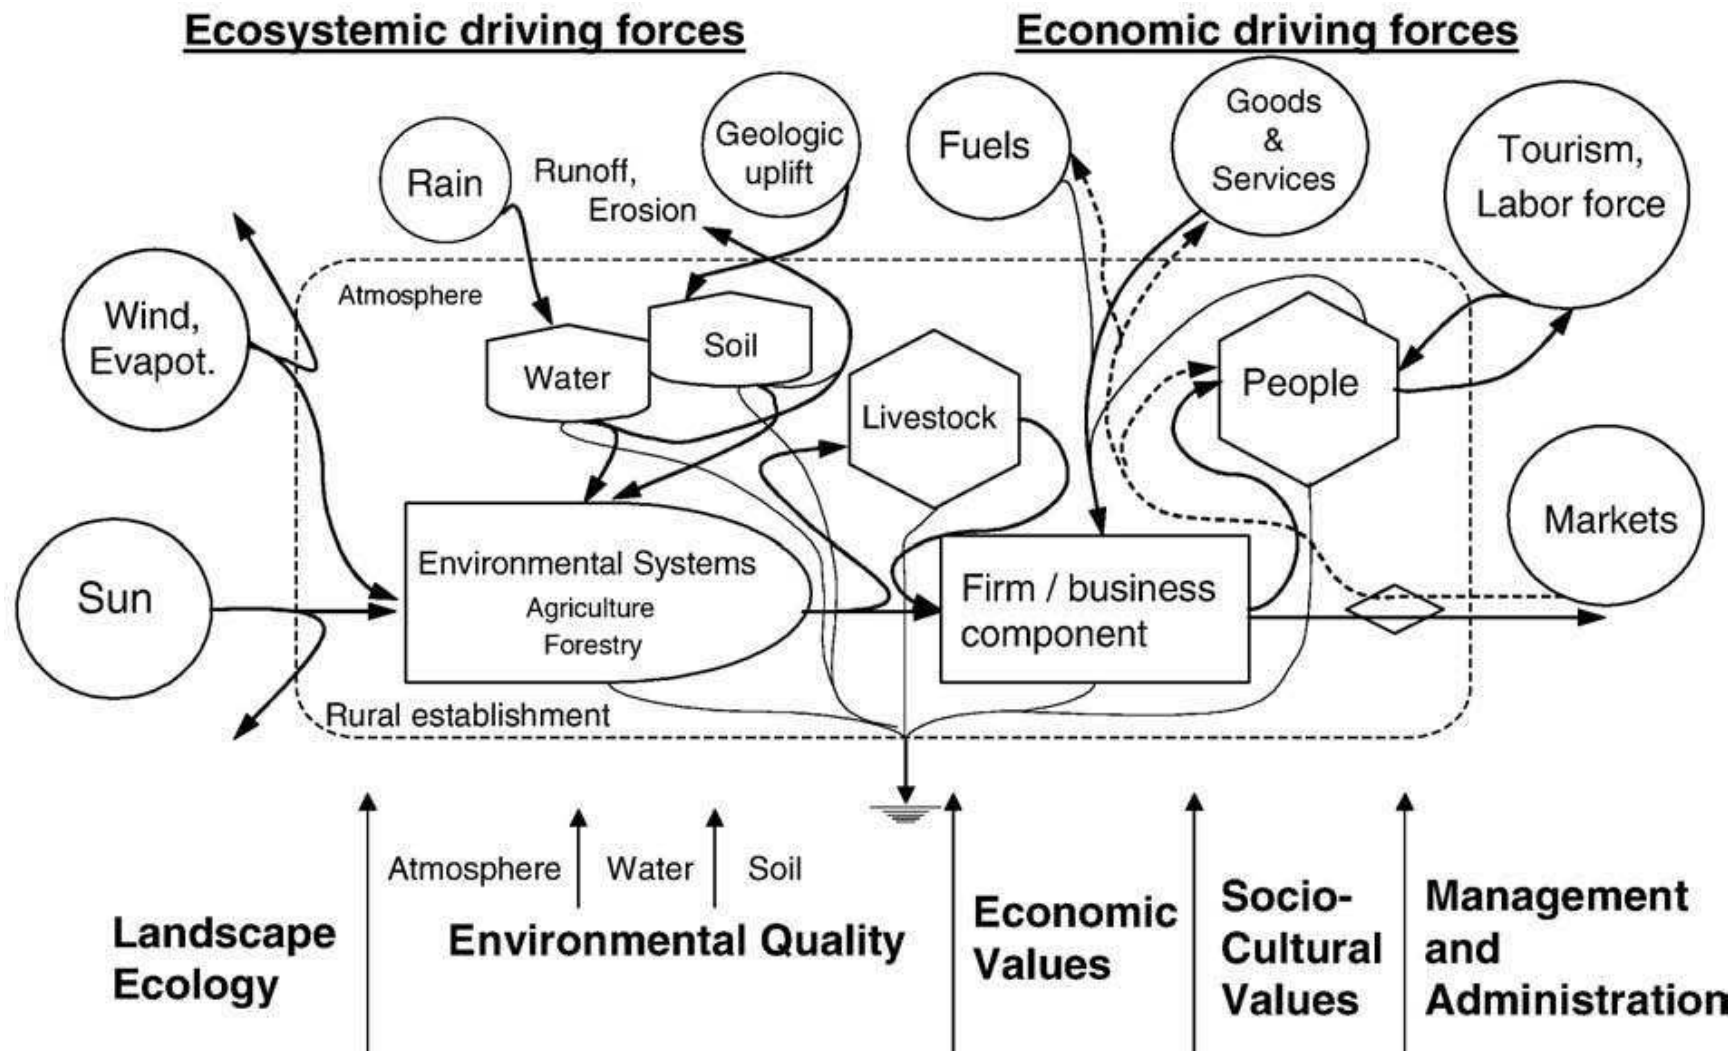 Ecosystemic driving forces
Economic driving forces
Rain
Runoff,
Erosion
Geologic
uplift
Fuels
Goods
&
Services
Tourism,
Labor force
Wind,
Evapot.
Atmosphere
Water
Soil
Livestock
People
Markets
Sun
Environmental Systems
Agriculture
Forestry
Firm / business
component
Rural establishment
Atmosphere
Water
Soil
Landscape
Ecology
Environmental Quality
Economic
Values
Socio-
Cultural
Values
Management
and
Administration